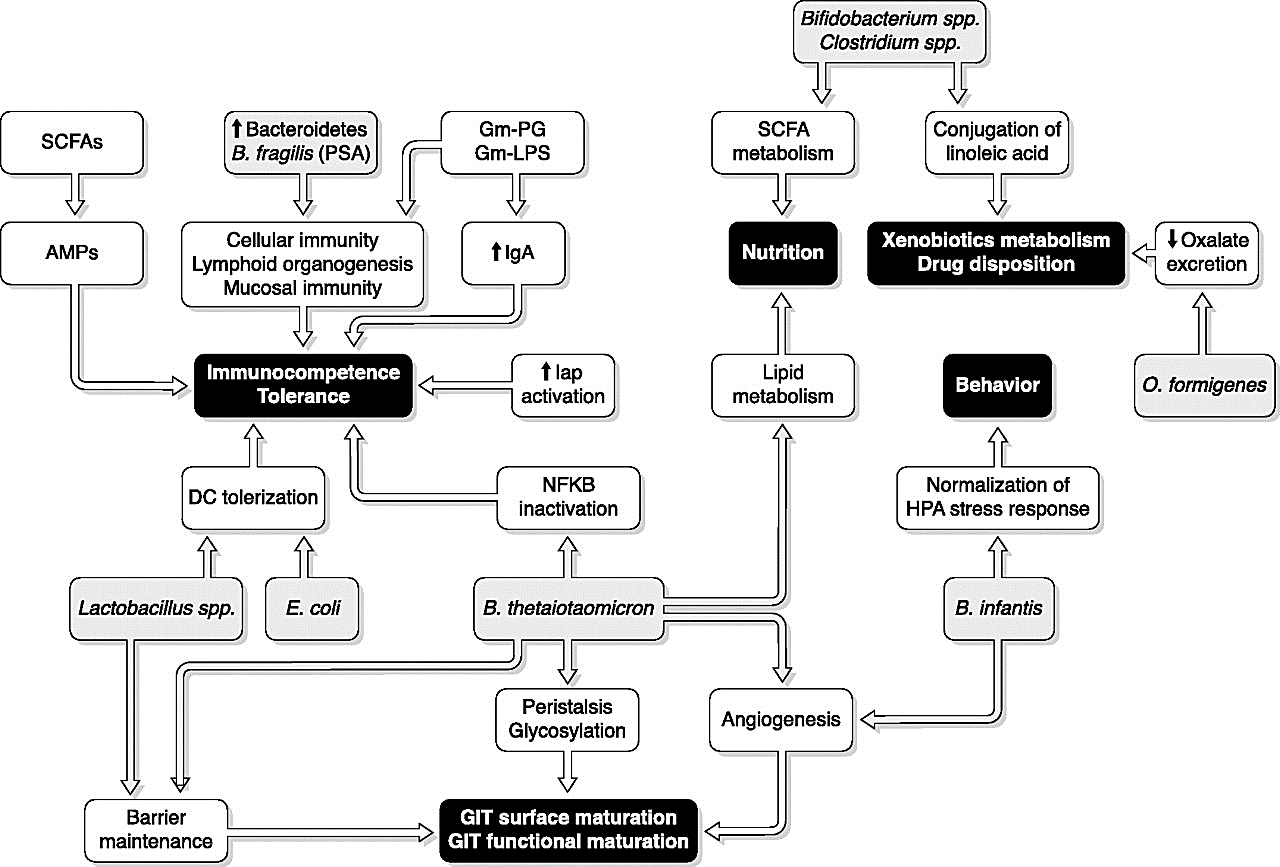 Bifidobacterium spp.
Clostridium spp.
SCFAs
↑ Bacteroidetes
B. fragilis (PSA)
Gm-PG
Gm-LPS
SCFA
metabolism
Conjugation of
linoleic acid
AMPs
Cellular immunity
Lymphoid organogenesis
Mucosal immunity
↑ IgA
Nutrition
Xenobiotics metabolism
Drug disposition
↓ Oxalate
excretion
Immunocompetence
Tolerance
↑ Iap
activation
Lipid
metabolism
Behavior
O. formigenes
DC tolerization
NFKB
inactivation
Normalization of
HPA stress response
Lactobacillus spp.
E. coli
B. thetaiotaomicron
B. infantis
Peristalsis
Glycosylation
Angiogenesis
Barrier
maintenance
GIT surface maturation
GIT functional maturation